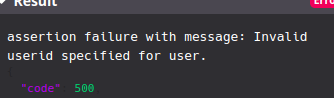 Result
assertion failure with message: Invalid
userid specified for user.
"code" 500